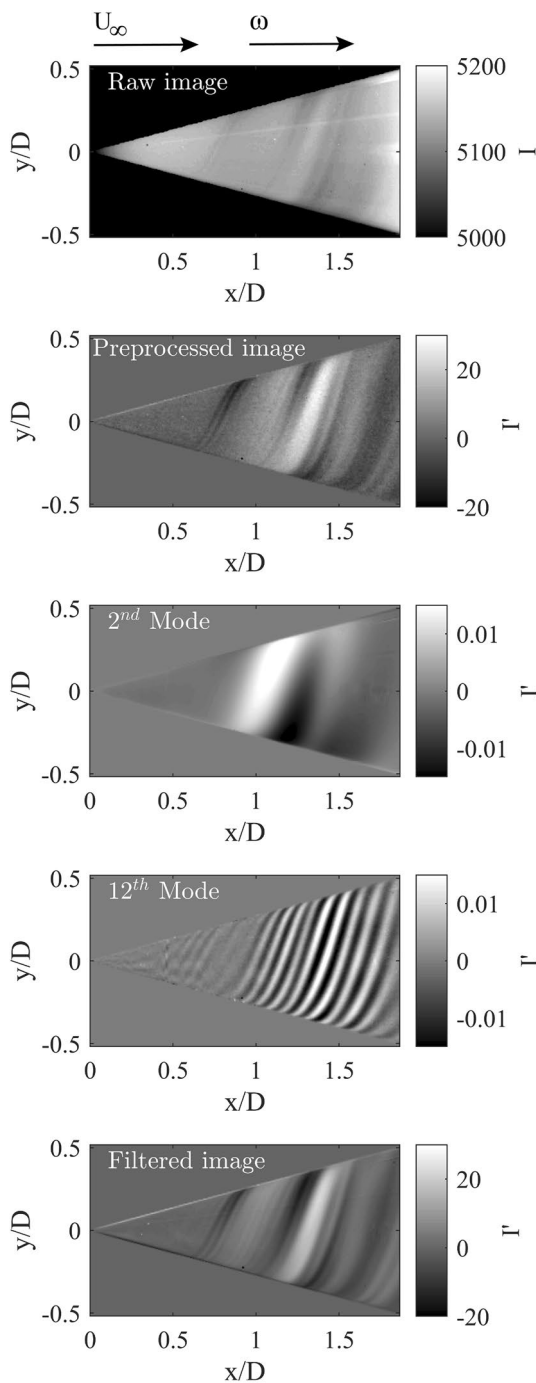 U∞ ω
Raw image
0.5
0
-0.5
y/D
0.5 1 1.5
x/D
5200
5100
5000
I
Preprocessed image
0.5
0
-0.5
y/D
0.5 1 1.5
x/D
20
0
-20
I'
2nd Mode
0.5
0
-0.5
y/D
0 0.5 1 1.5
x/D
0.01
0
-0.01
I'
12th Mode
0.5
0
-0.5
y/D
0 0.5 1 1.5
x/D
0.01
0
-0.01
I'
Filtered image
0.5
0
-0.5
y/D
0.5 1 1.5
x/D
20
0
-20
I'